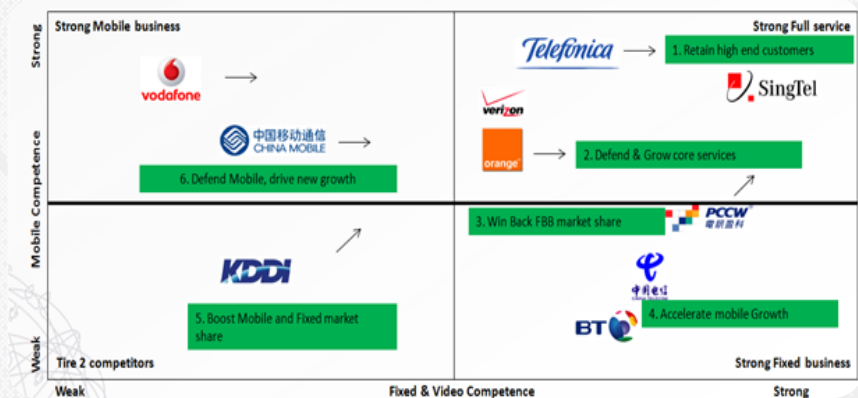 Strong Mobile business
Strong Full service
Telefónica
1. Retain high end customers
vodafone
SingTel
verizon
中国移动通信
CHINA MOBILE
orange™
2. Defend & Grow core services
6. Defend Mobile, drive new growth
3. Win Back FBB market share
PCCW
電訊盈科
KDDI
中国电信
CHINA TELECOM
5. Boost Mobile and Fixed market
share
BT
4. Accelerate mobile Growth
Tire 2 competitors
Strong Fixed business
Strong
Mobile Competence
Weak
Weak
Fixed & Video Competence
Strong